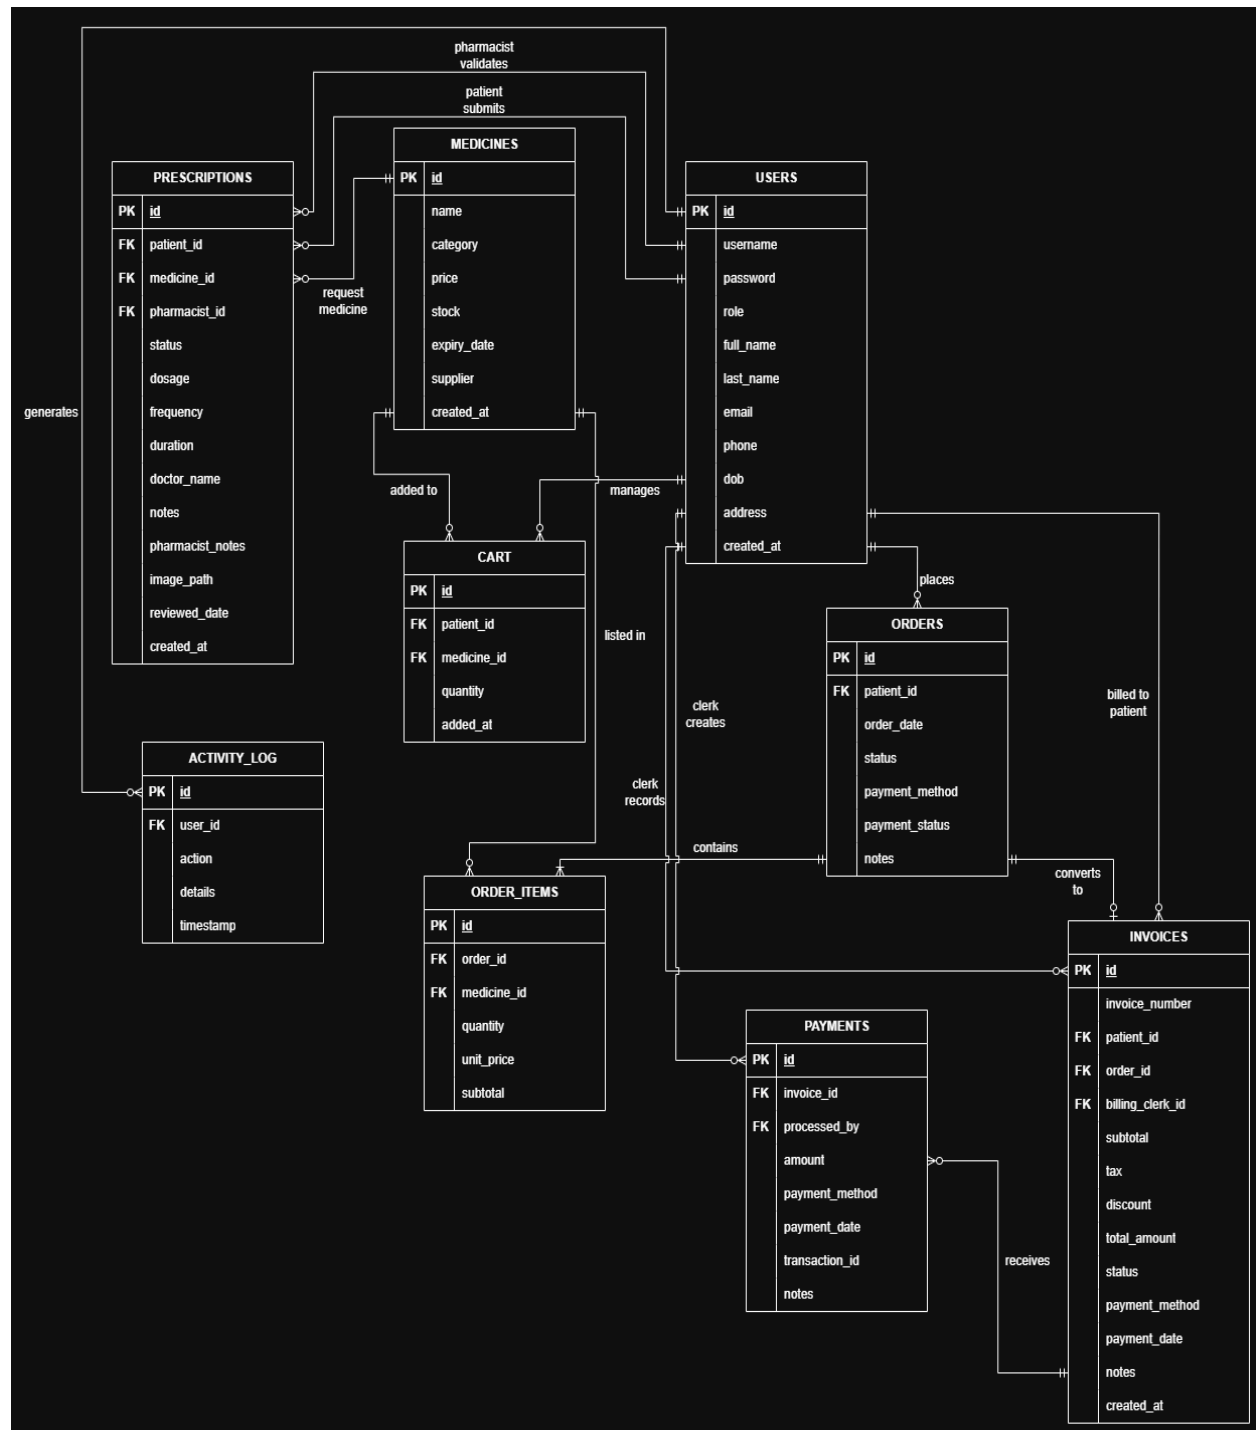 pharmacist
validates
patient
submits
MEDICINES
PK id
name
category
price
stock
expiry_date
supplier
created_at
PRESCRIPTIONS
PK id
FK patient_id
FK medicine_id
FK pharmacist_id
status
dosage
frequency
duration
doctor_name
notes
pharmacist_notes
image_path
reviewed_date
created_at
USERS
PK id
username
password
role
full_name
last_name
email
phone
dob
address
created_at
request
medicine
generates
added to
manages
CART
PK id
FK patient_id
FK medicine_id
quantity
added_at
places
listed in
ORDERS
PK id
FK patient_id
order_date
status
payment_method
payment_status
notes
clerk
creates
billed to
patient
clerk
records
ACTIVITY_LOG
PK id
FK user_id
action
details
timestamp
contains
converts
to
ORDER_ITEMS
PK id
FK order_id
FK medicine_id
quantity
unit_price
subtotal
INVOICES
PK id
invoice_number
FK patient_id
FK order_id
FK billing_clerk_id
subtotal
tax
discount
total_amount
status
payment_method
payment_date
notes
created_at
PAYMENTS
PK id
FK invoice_id
FK processed_by
amount
payment_method
payment_date
transaction_id
notes
receives